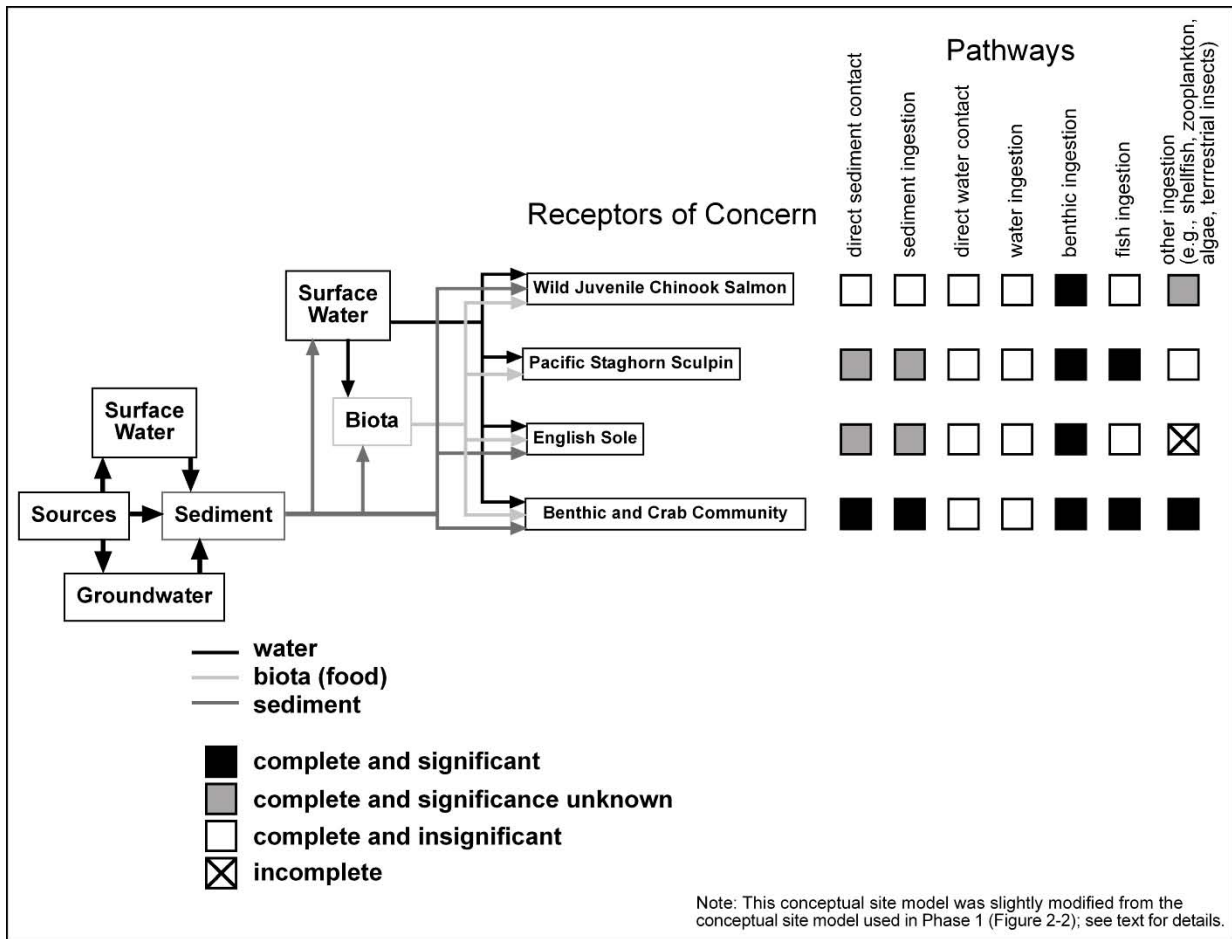 Pathways
direct sediment contact
sediment ingestion
direct water contact
water ingestion
benthic ingestion
fish ingestion
other ingestion
(e.g., shellfish, zooplankton,
algae, terrrestrial insects)
Receptors of Concern
Surface
Water
Wild Juvenile Chinook Salmon
Pacific Staghorn Sculpin
Biota
English Sole
Surface
Water
Sources
Sediment
Benthic and Crab Community
Groundwater
water
biota (food)
sediment
complete and significant
complete and significance unknown
complete and insignificant
incomplete
Note: This conceptual site model was slightly modified from the
conceptual site model used in Phase 1 (Figure 2-2); see text for details.